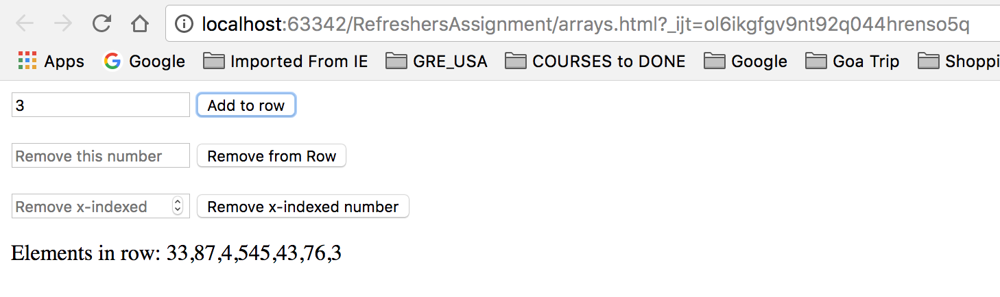 localhost:63342/RefreshersAssignment/arrays.html?_ijt=ol6ikgfgv9nt92q044hrenso5q
Apps Google Imported From IE GRE_USA COURSES to DONE Google Goa Trip Shoppi
3 Add to row
Remove this number Remove from Row
Remove x-indexed Remove x-indexed number
Elements in row: 33,87,4,545,43,76,3